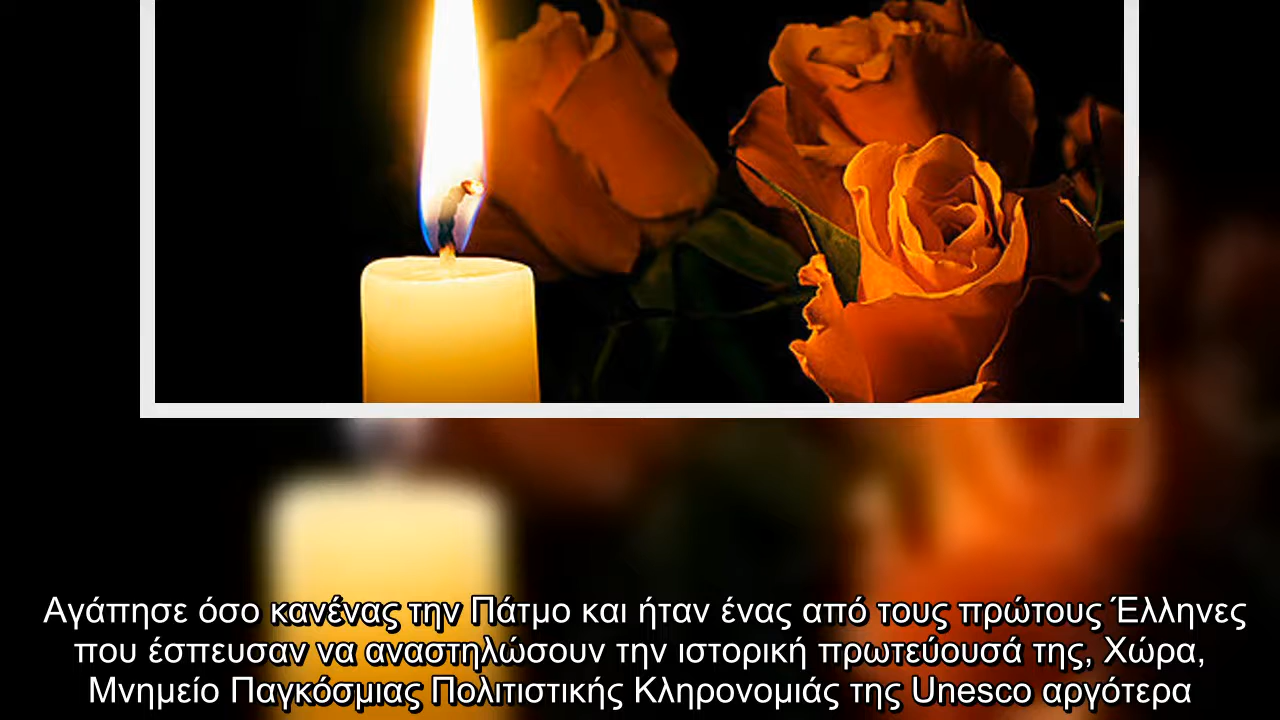 Αγάπησε όσο κανένας την Πάτμο και ήταν ένας από τους πρώτους Έλληνες
που έσπευσαν να αναστηλώσουν την ιστορική πρωτεύουσά της, Χώρα,
Μνημείο Παγκόσμιας Πολιτιστικής Κληρονομιάς της Unesco αργότερα